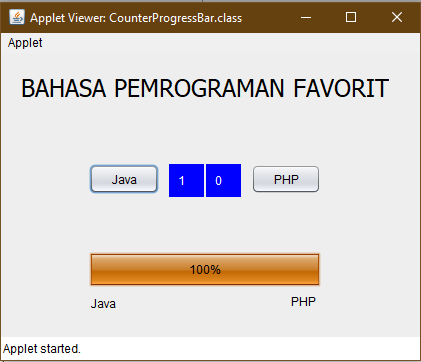 Applet Viewer: CounterProgressBar.class
Applet
BAHASA PEMROGRAMAN FAVORIT
Java 1 0 PHP
100%
Java PHP
Applet started.